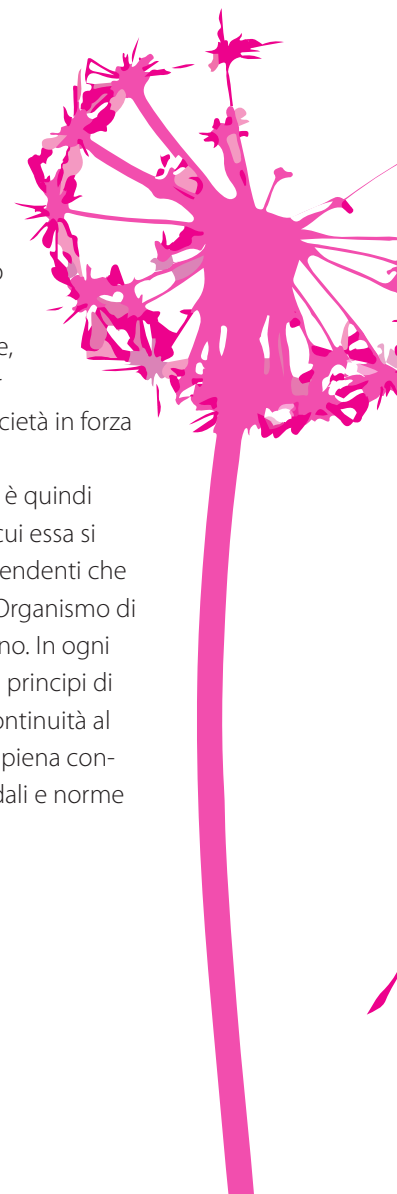 e,
cietà in forza
è quindi
cui essa si
endenti che
Organismo di
no. In ogni
principi di
ontinuità al
piena con-
dali e norme